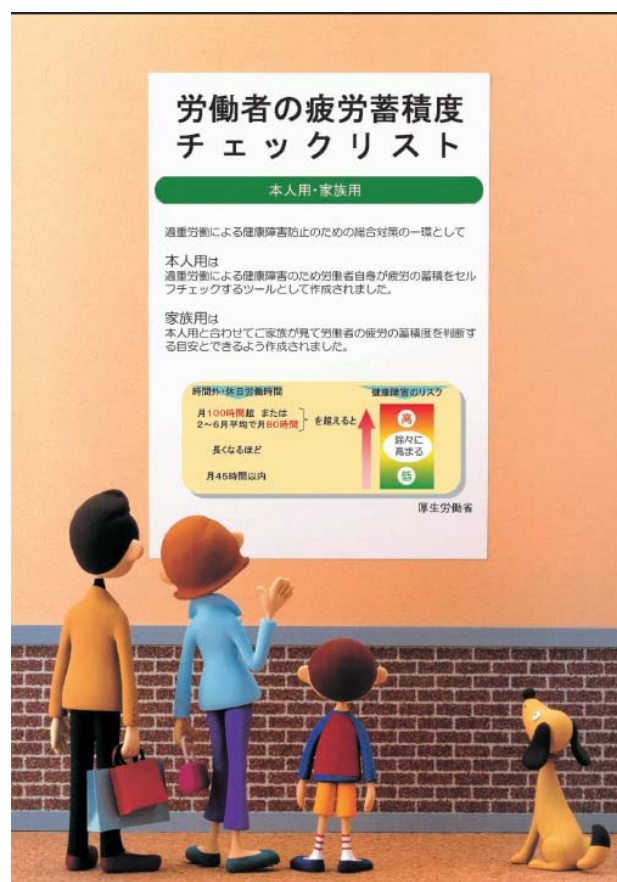 労働者の疲労蓄積度
チェックリスト
本人用・家族用
過重労働による健康障害防止のための総合対策の一環として
本人用は
過重労働による健康障害のため労働者自身が疲労の蓄積をセル
フチェックするツールとして作成されました。
家族用は
本人用と合わせてご家族が見て労働者の疲労の蓄積度を判断す
る目安とできるよう作成されました。
時間外・休日労働時間
健康障害のリスク
月100時間超 または
2〜6月平均で月80時間
を超えると
長くなるほど
月45時間以内
高
徐々に
高まる
低
厚生労働省